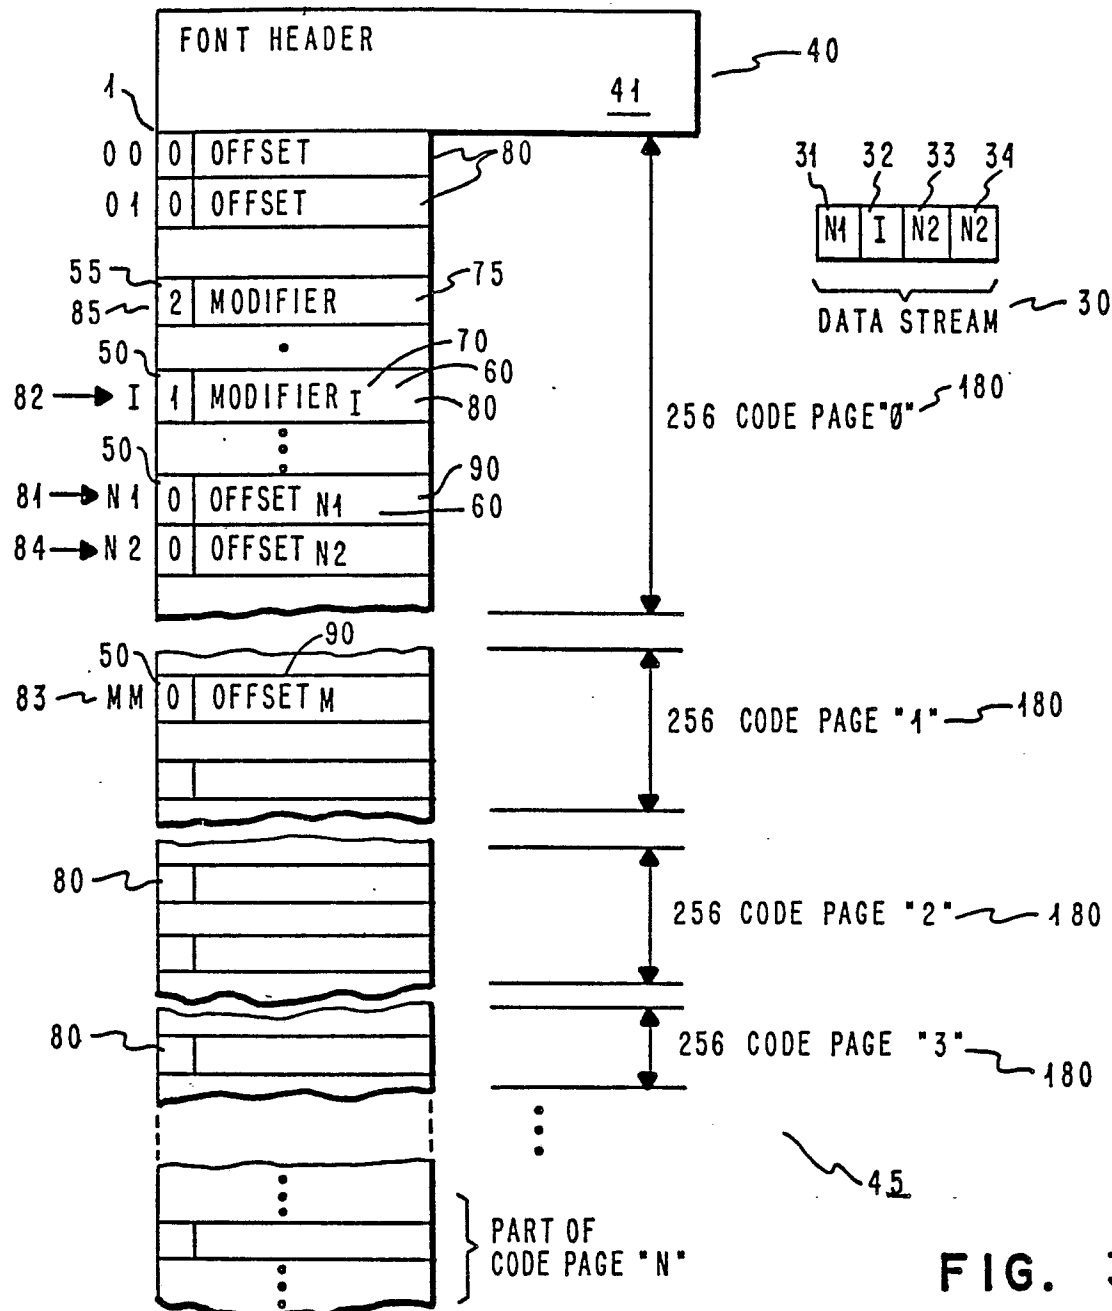 FONT HEADER
40
41
1
00 0 OFFSET 80
01 0 OFFSET
31 32 33 34
N1 I N2 N2
DATA STREAM 30
55
85 2 MODIFIER 75
50 70
82 I 1 MODIFIER I 60
80
256 CODE PAGE "0" 180
50
81 N1 0 OFFSET N1 90
60
84 N2 0 OFFSET N2
50 90
83 MM 0 OFFSET M
256 CODE PAGE "1" 180
80
256 CODE PAGE "2" 180
80
256 CODE PAGE "3" 180
45
PART OF
CODE PAGE "N"
FIG.